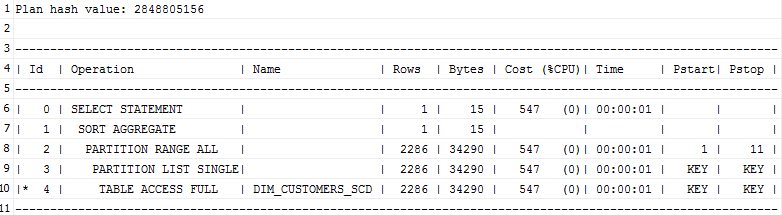 1 Plan hash value: 2848805156
2
3 --------------------------------------------------------------------------------------------------------------
4 | Id  | Operation               | Name              | Rows  | Bytes | Cost (%CPU)| Time     | Pstart| Pstop |
5 --------------------------------------------------------------------------------------------------------------
6 |   0 | SELECT STATEMENT        |                   |     1 |    15 |   547   (0)| 00:00:01 |       |       |
7 |   1 |  SORT AGGREGATE         |                   |     1 |    15 |            |          |       |       |
8 |   2 |   PARTITION RANGE ALL   |                   |  2286 | 34290 |   547   (0)| 00:00:01 |     1 |    11 |
9 |   3 |    PARTITION LIST SINGLE|                   |  2286 | 34290 |   547   (0)| 00:00:01 |   KEY |   KEY |
10 |*  4 |     TABLE ACCESS FULL   | DIM_CUSTOMERS_SCD |  2286 | 34290 |   547   (0)| 00:00:01 |   KEY |   KEY |
11 --------------------------------------------------------------------------------------------------------------